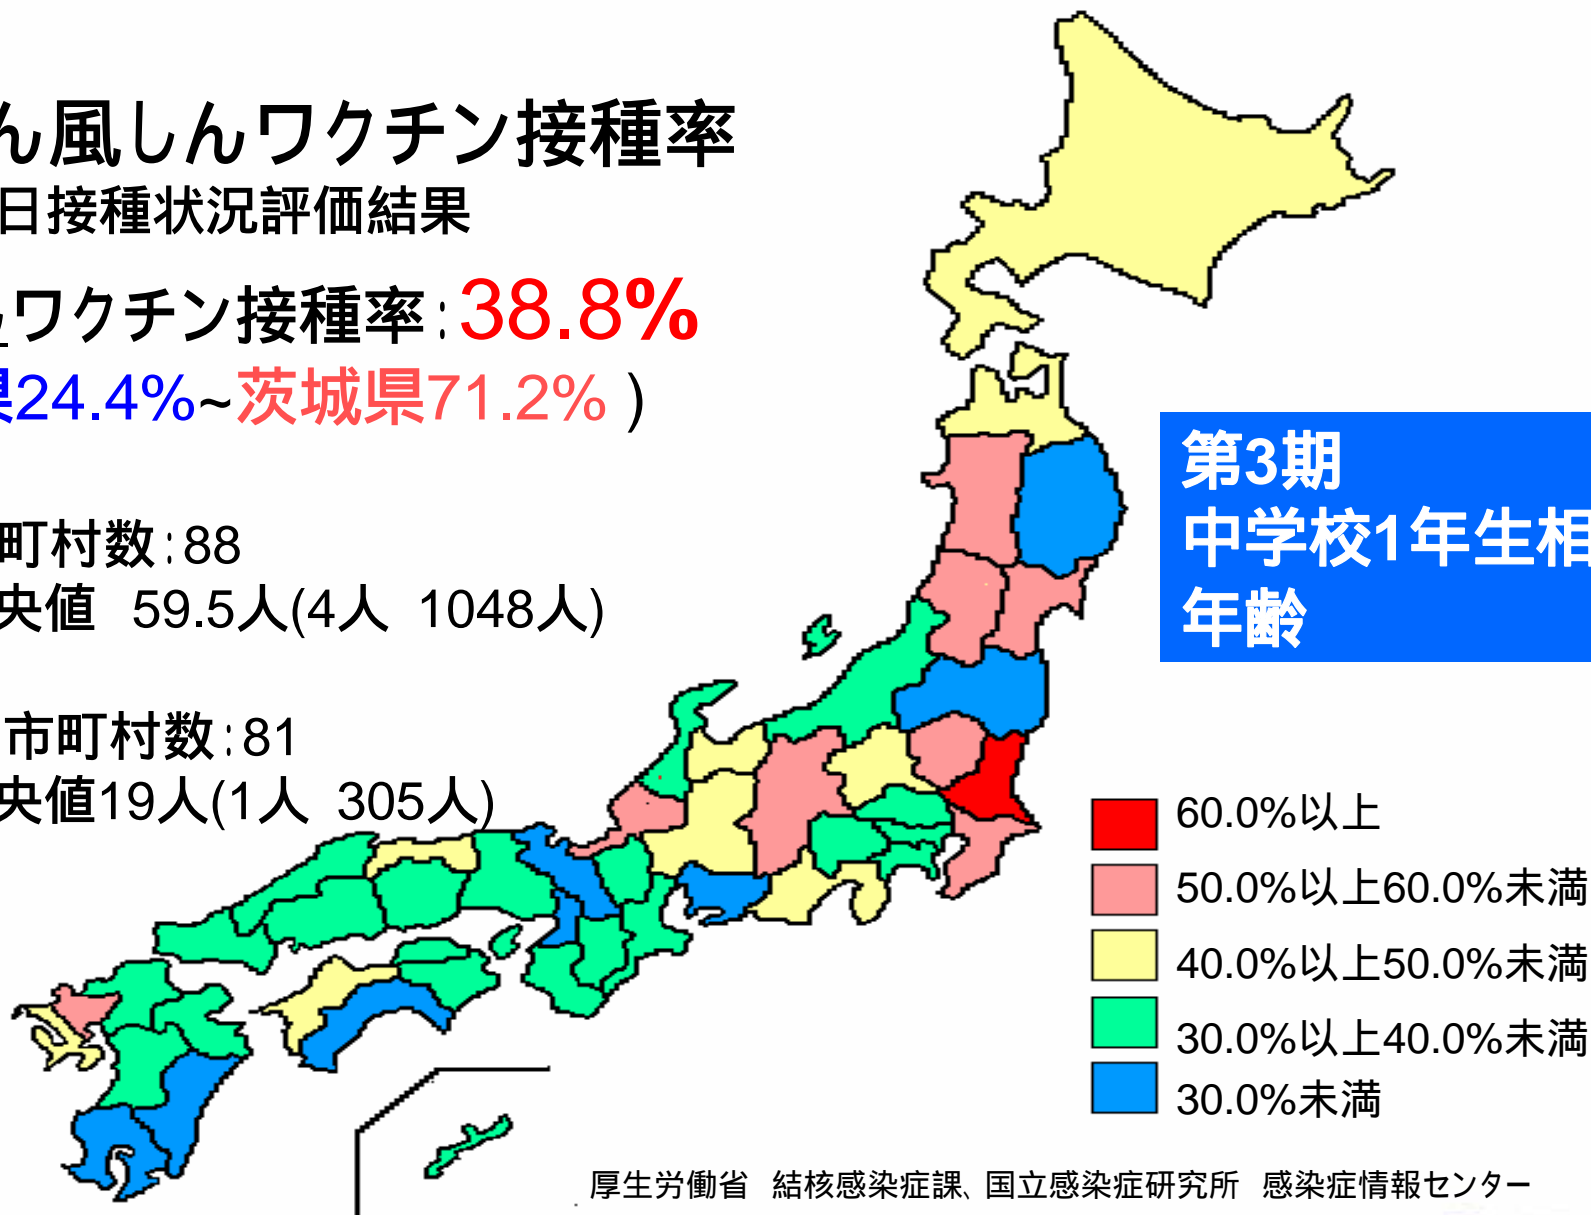 ん風しんワクチン接種率
日接種状況評価結果
ワクチン接種率:38.8%
県24.4%~茨城県71.2% )
町村数:88
央値 59.5人(4人 1048人)
市町村数:81
央値19人(1人 305人)
第3期
中学校1年生相
年齢
60.0%以上
50.0%以上60.0%未満
40.0%以上50.0%未満
30.0%以上40.0%未満
30.0%未満
厚生労働省 結核感染症課、国立感染症研究所 感染症情報センター